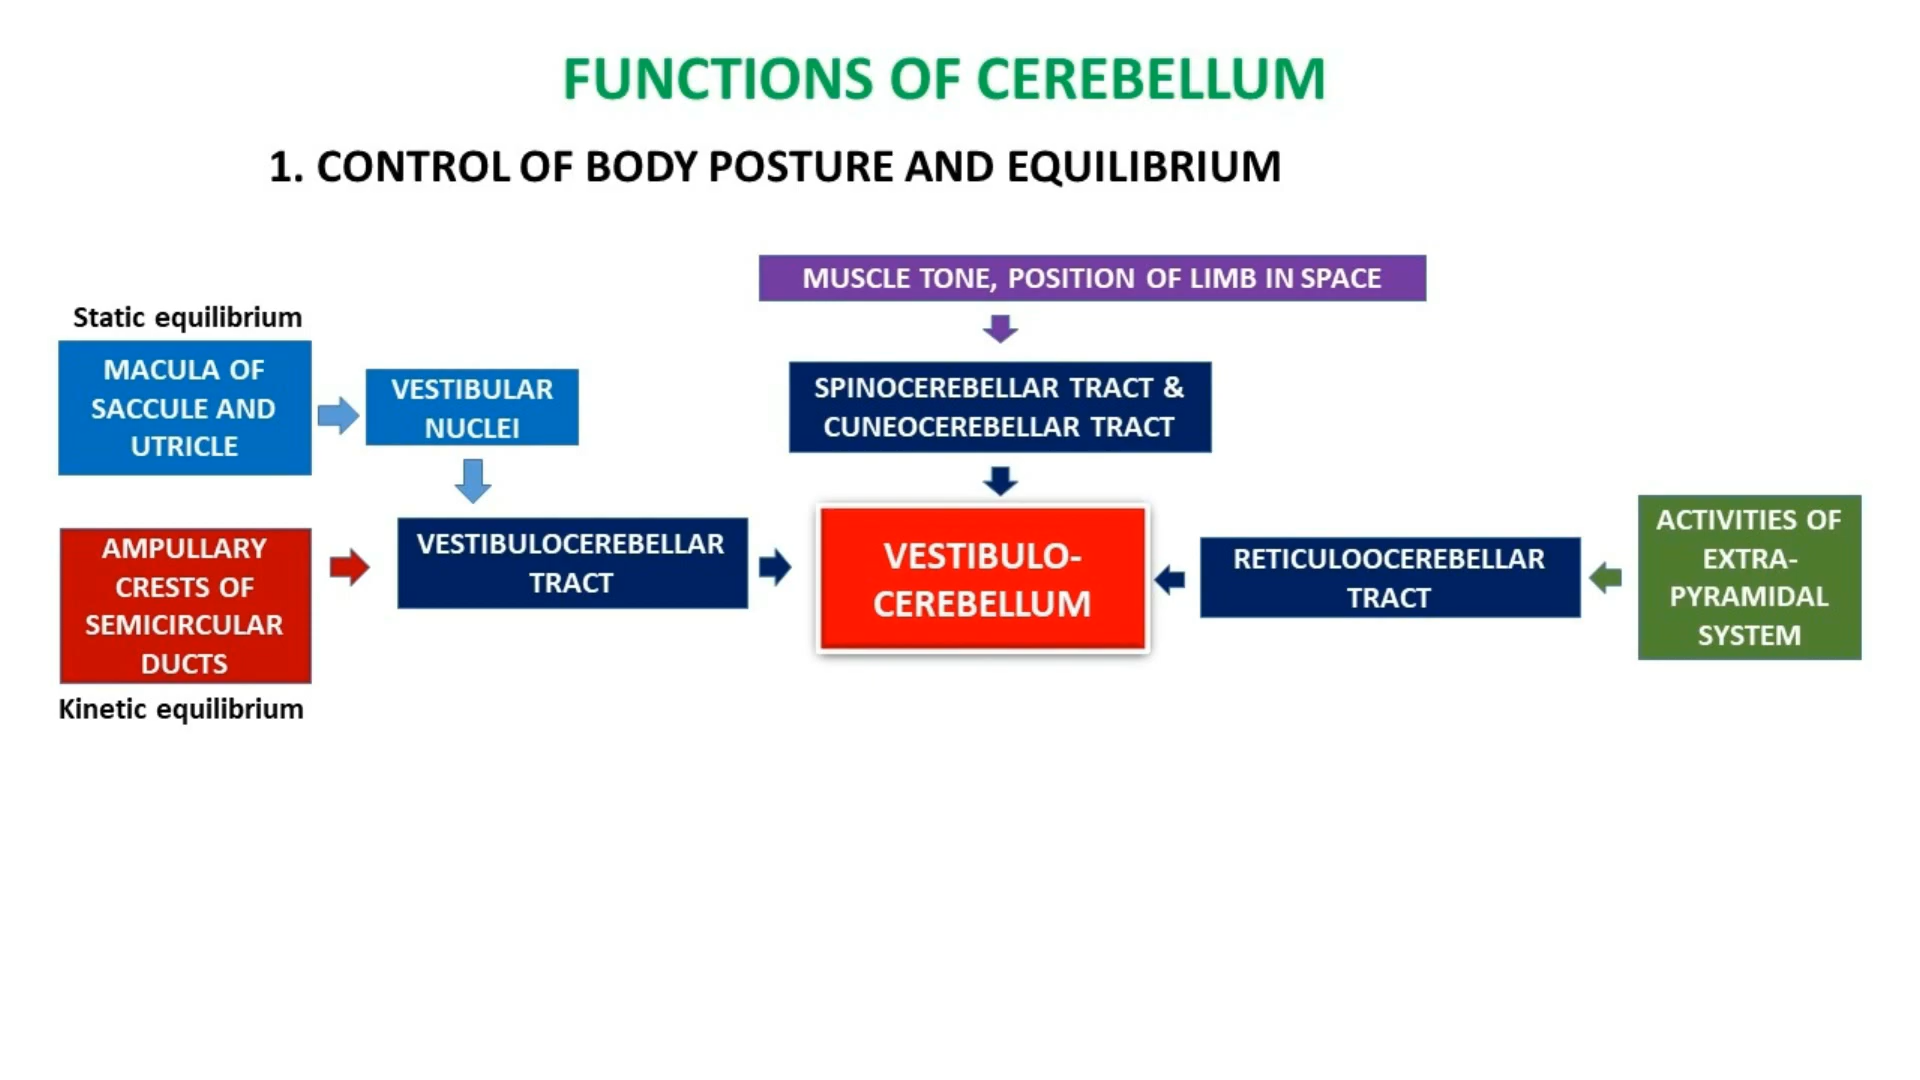 FUNCTIONS OF CEREBELLUM
1. CONTROL OF BODY POSTURE AND EQUILIBRIUM
MUSCLE TONE, POSITION OF LIMB IN SPACE
Static equilibrium
MACULA OF
SACCULE AND
UTRICLE
VESTIBULAR
NUCLEI
SPINOCEREBELLAR TRACT &
CUNEOCEREBELLAR TRACT
AMPULLARY
CRESTS OF
SEMICIRCULAR
DUCTS
Kinetic equilibrium
VESTIBULOCEREBELLAR
TRACT
VESTIBULO-
CEREBELLUM
RETICULOOCEREBELLAR
TRACT
ACTIVITIES OF
EXTRA-
PYRAMIDAL
SYSTEM